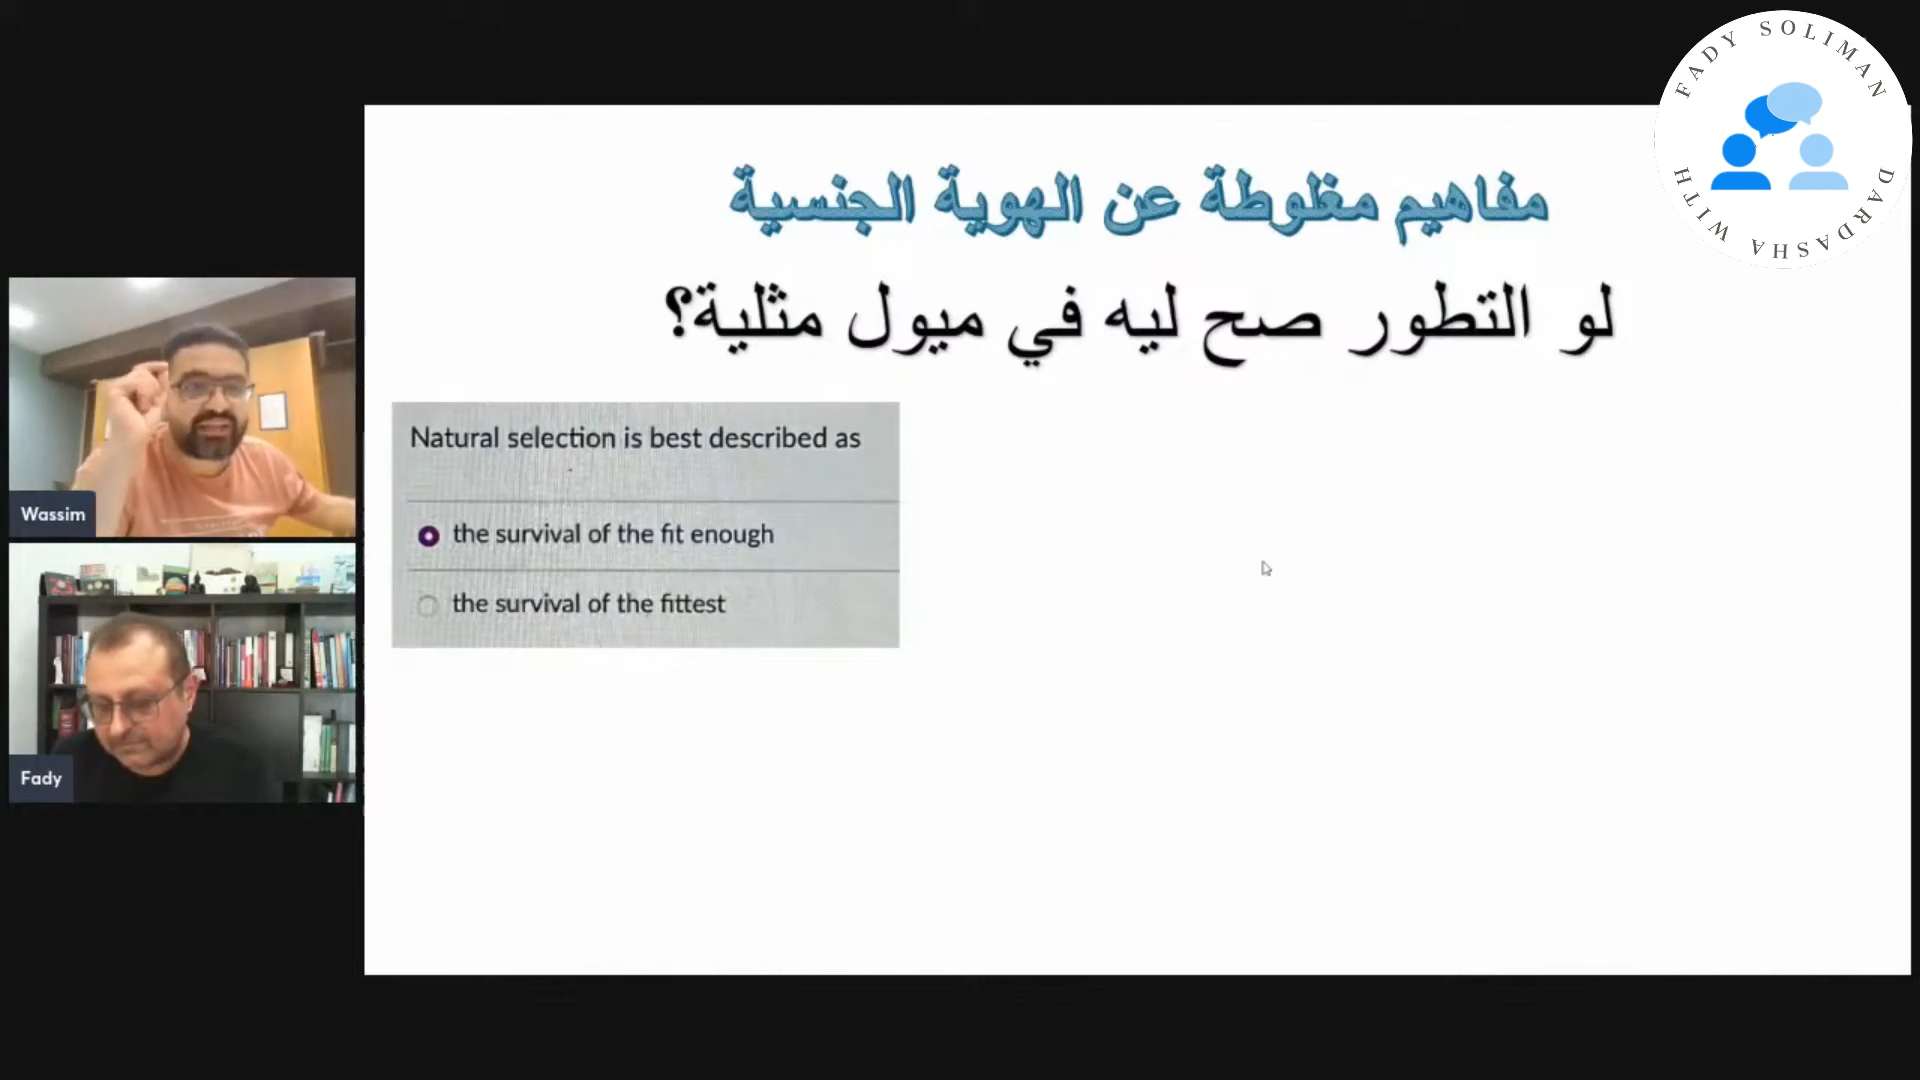 FADY SOLIMAN
DARDASHA WITH
مفاهيم مغلوطة عن الهوية الجنسية
لو التطور صح ليه في ميول مثلية؟
Natural selection is best described as
the survival of the fit enough
the survival of the fittest
Wassim
Fady